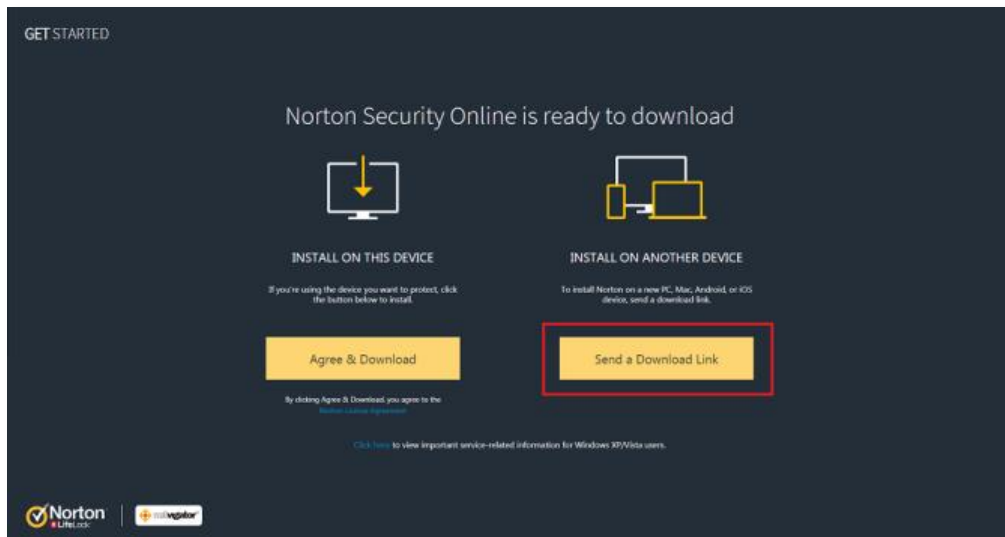 GET STARTED
Norton Security Online is ready to download
INSTALL ON THIS DEVICE
If you're using the device you want to protect, click
the button below to install.
Agree & Download
By clicking Agree & Download, you agree to the
Norton License Agreement
INSTALL ON ANOTHER DEVICE
To install Norton on a new PC, Mac, Android, or iOS
device, send a download link.
Send a Download Link
Click here to view important service-related information for Windows XP/Vista users.
Norton
LifeLock